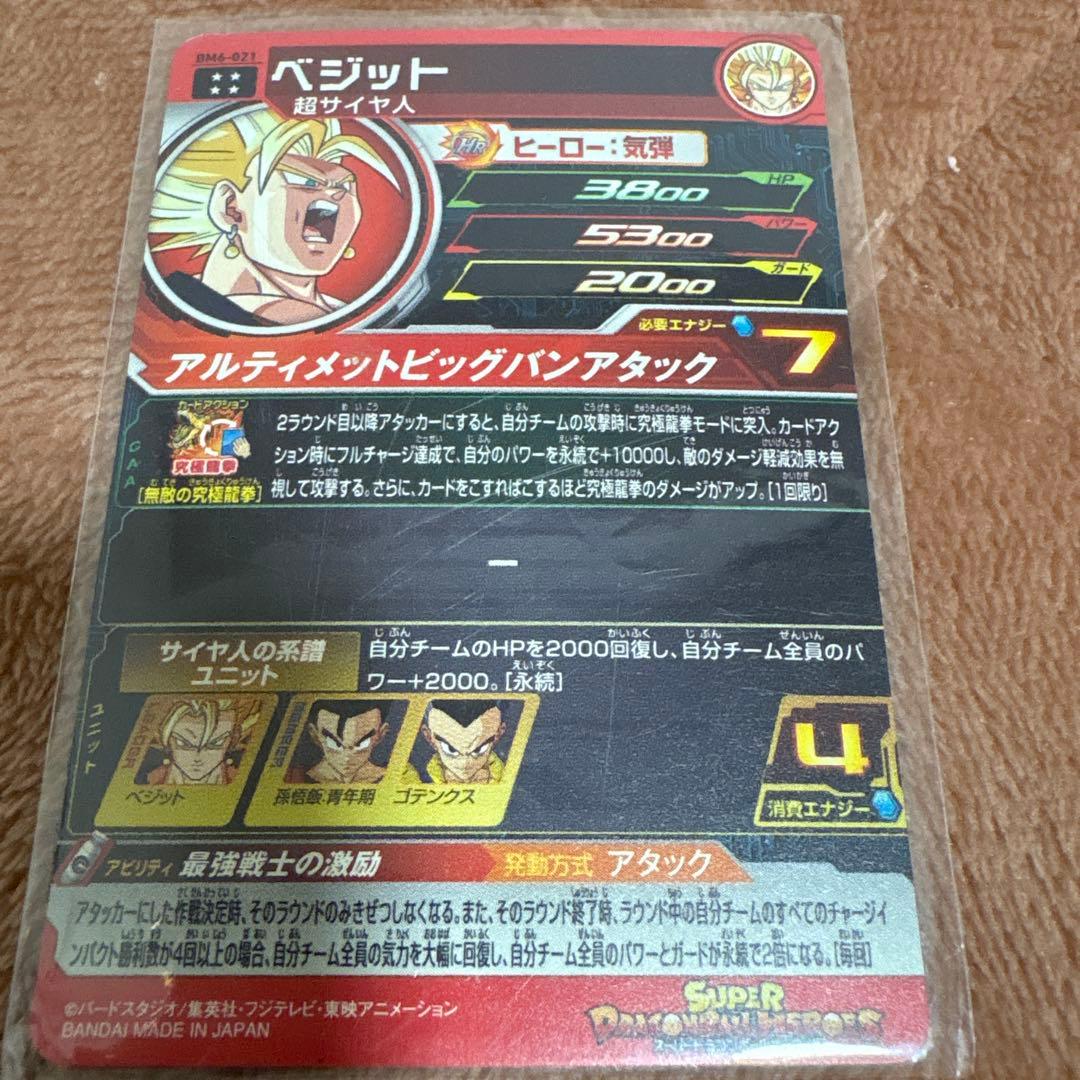 BM6-021
ベジット
超サイヤ人
HR
ヒーロー:気弾
HP
3800
パワー
5300
ガード
2000
必要エナジー
7
アルティメットビッグバンアタック
CAA
カードアクション
究極龍拳
[無敵の究極龍拳]
2ラウンド目以降アタッカーにすると、自分チームの攻撃時に究極龍拳モードに突入。カードアク
ション時にフルチャージ達成で、自分のパワーを永続で+10000し、敵のダメージ軽減効果を無
視して攻撃する。さらに、カードをこすればこするほど究極龍拳のダメージがアップ。[1回限り]
ー
ユニット
サイヤ人の系譜
ユニット
自分チームのHPを2000回復し、自分チーム全員のパ
ワー+2000。[永続]
ベジット
孫悟飯:青年期
ゴテンクス
4
消費エナジー
アビリティ 最強戦士の激励
発動方式 アタック
アタッカーにした作戦決定時、そのラウンドのみきぜつしなくなる。また、そのラウンド終了時、ラウンド中の自分チームのすべてのチャージイ
ンパクト勝利数が4回以上の場合、自分チーム全員の気力を大幅に回復し、自分チーム全員のパワーとガードが永続で2倍になる。[毎回]
©バードスタジオ/集英社・フジテレビ・東映アニメーション
BANDAI MADE IN JAPAN
SUPER
DRAGONBALL HEROES